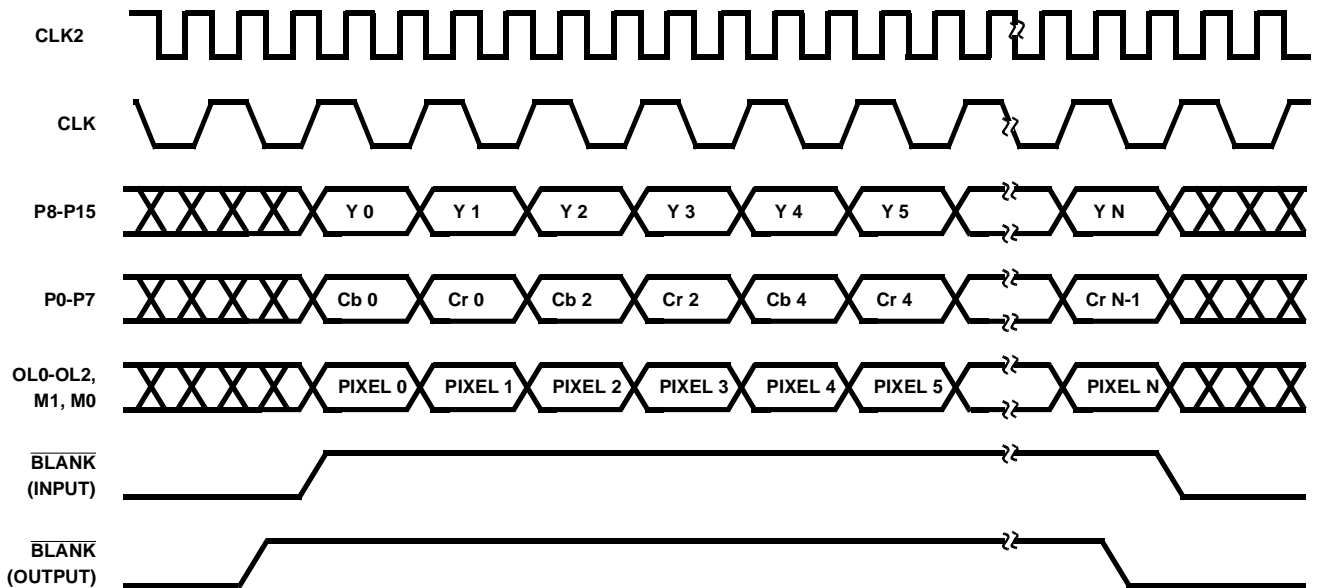 CLK2
CLK
P8-P15
Y 0 Y 1 Y 2 Y 3 Y 4 Y 5 Y N
P0-P7
Cb 0 Cr 0 Cb 2 Cr 2 Cb 4 Cr 4 Cr N-1
OL0-OL2,
M1, M0
PIXEL 0 PIXEL 1 PIXEL 2 PIXEL 3 PIXEL 4 PIXEL 5 PIXEL N
BLANK
(INPUT)
BLANK
(OUTPUT)